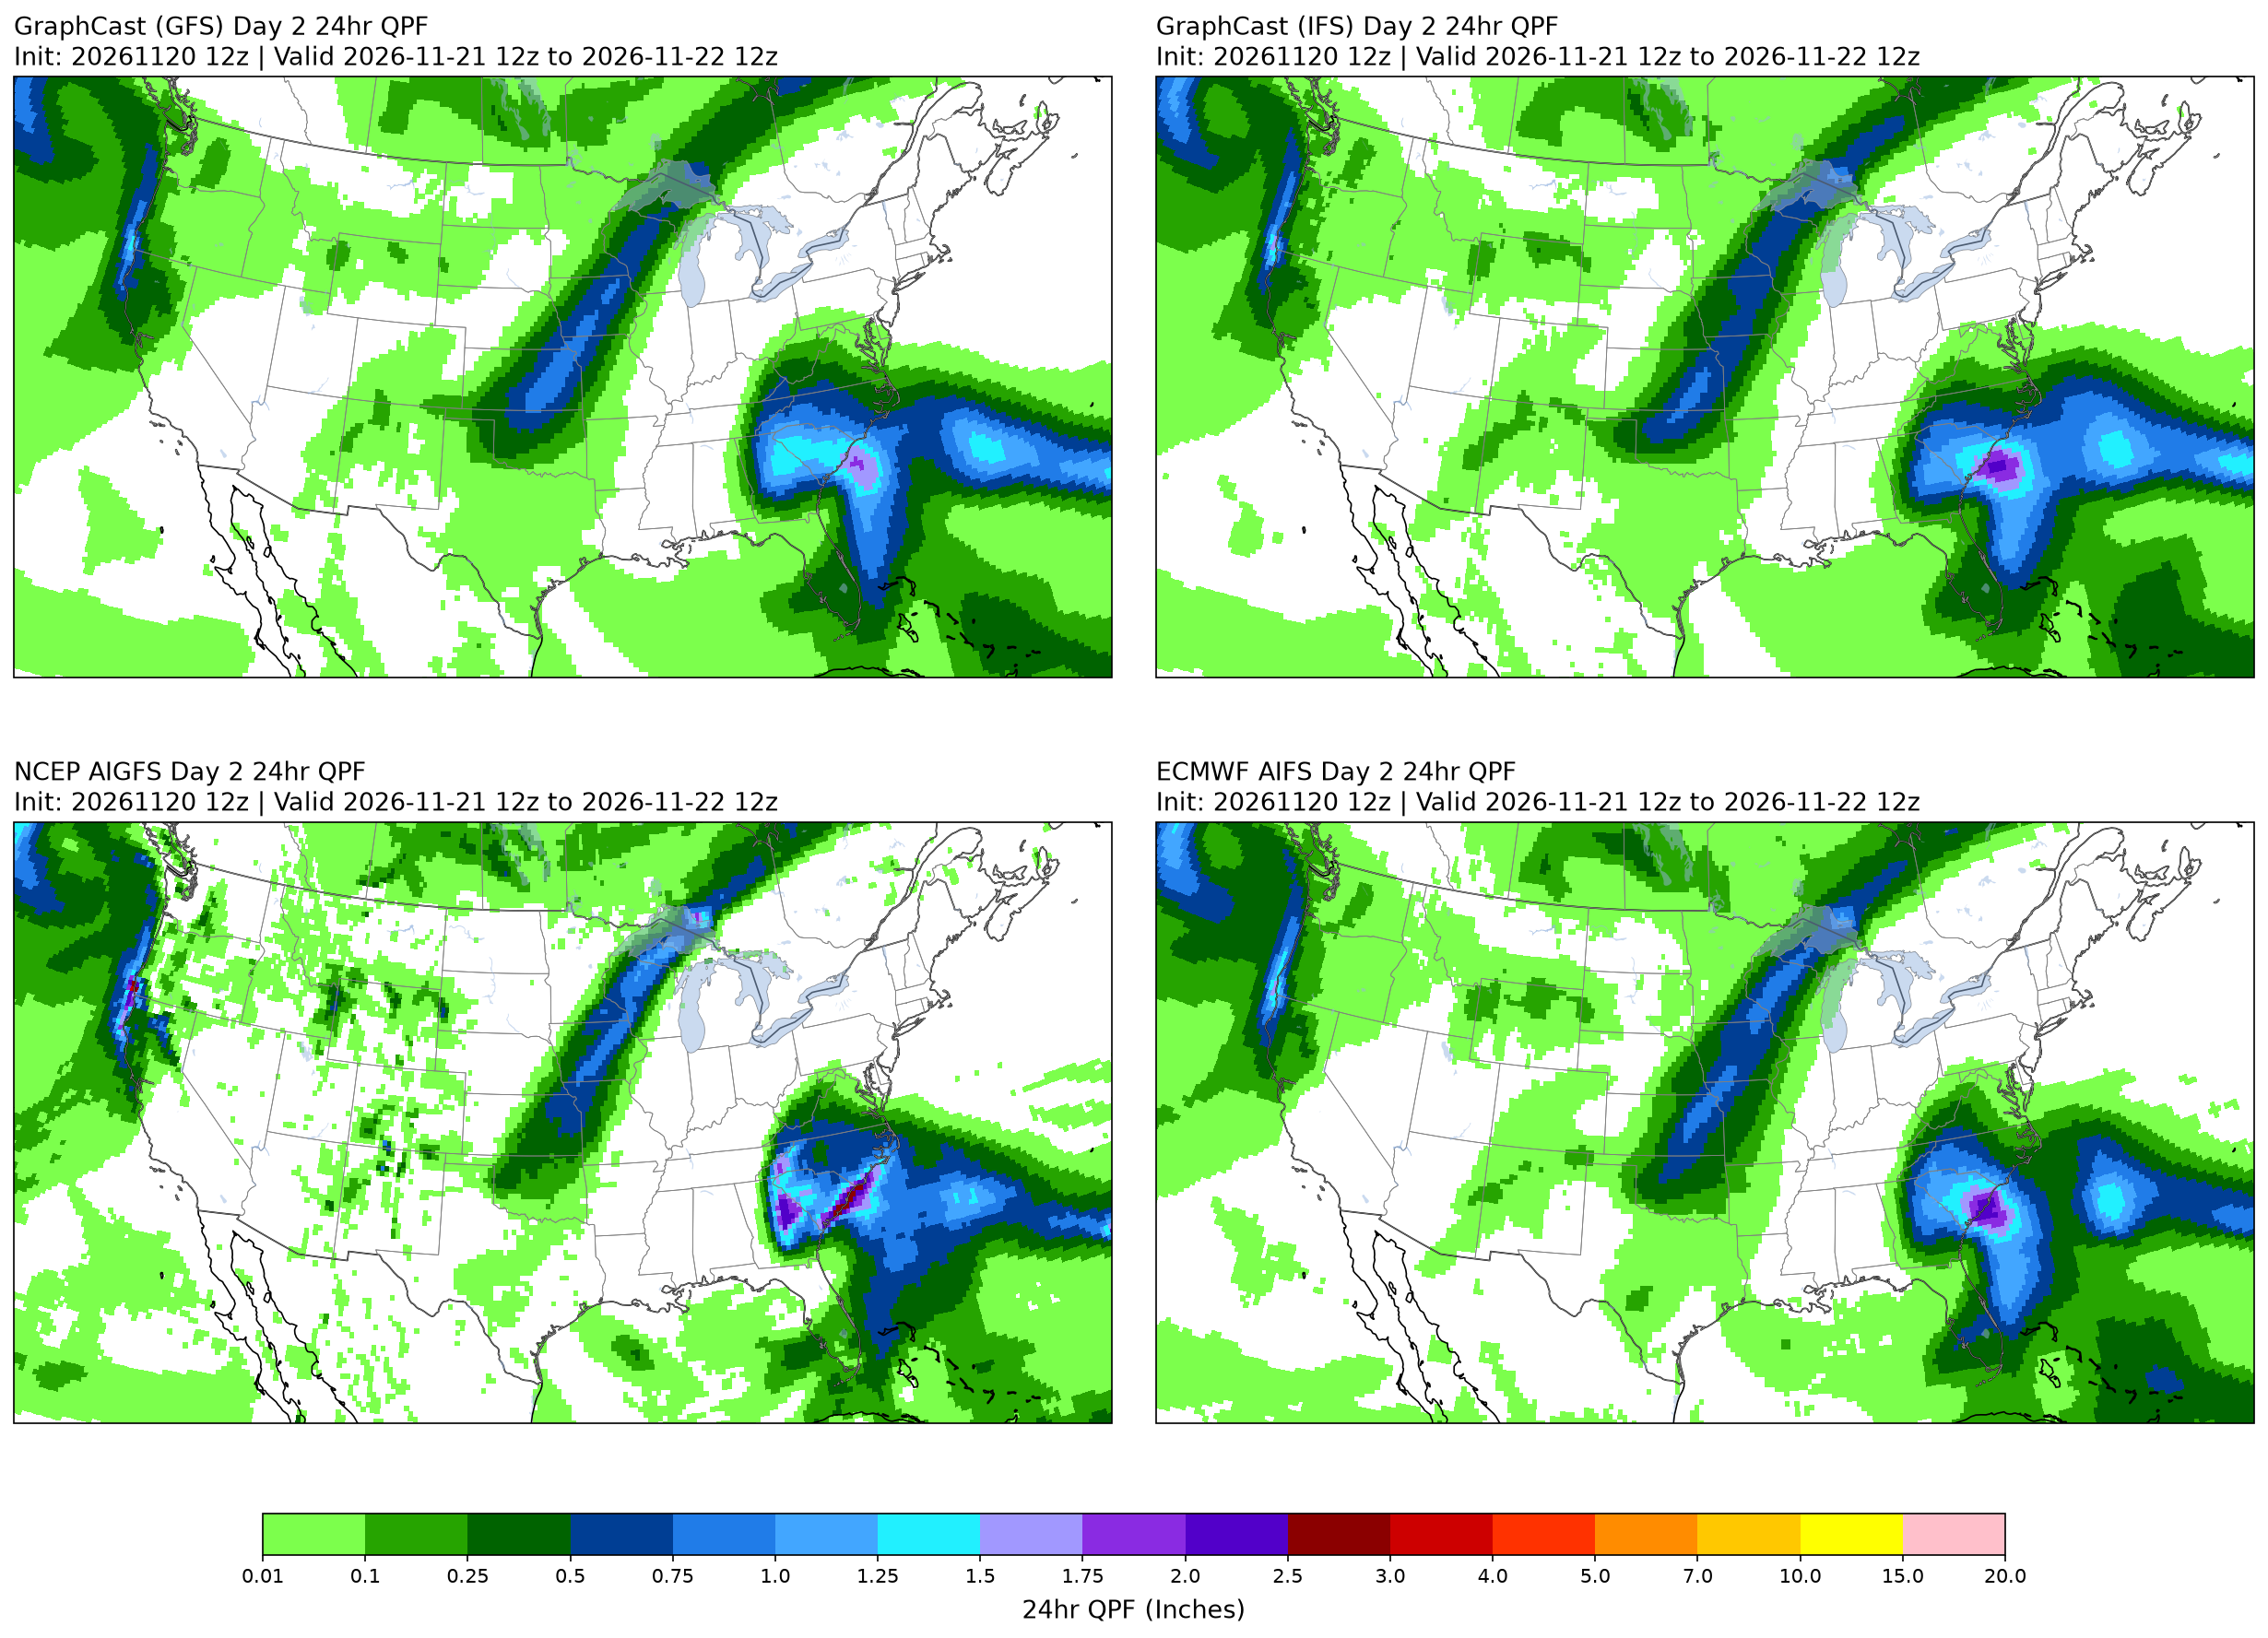 GraphCast (GFS) Day 2 24hr QPF
Init: 20261120 12z | Valid 2026-11-21 12z to 2026-11-22 12z
GraphCast (IFS) Day 2 24hr QPF
Init: 20261120 12z | Valid 2026-11-21 12z to 2026-11-22 12z
NCEP AIGFS Day 2 24hr QPF
Init: 20261120 12z | Valid 2026-11-21 12z to 2026-11-22 12z
ECMWF AIFS Day 2 24hr QPF
Init: 20261120 12z | Valid 2026-11-21 12z to 2026-11-22 12z
0.01 0.1 0.25 0.5 0.75 1.0 1.25 1.5 1.75 2.0 2.5 3.0 4.0 5.0 7.0 10.0 15.0 20.0
24hr QPF (Inches)